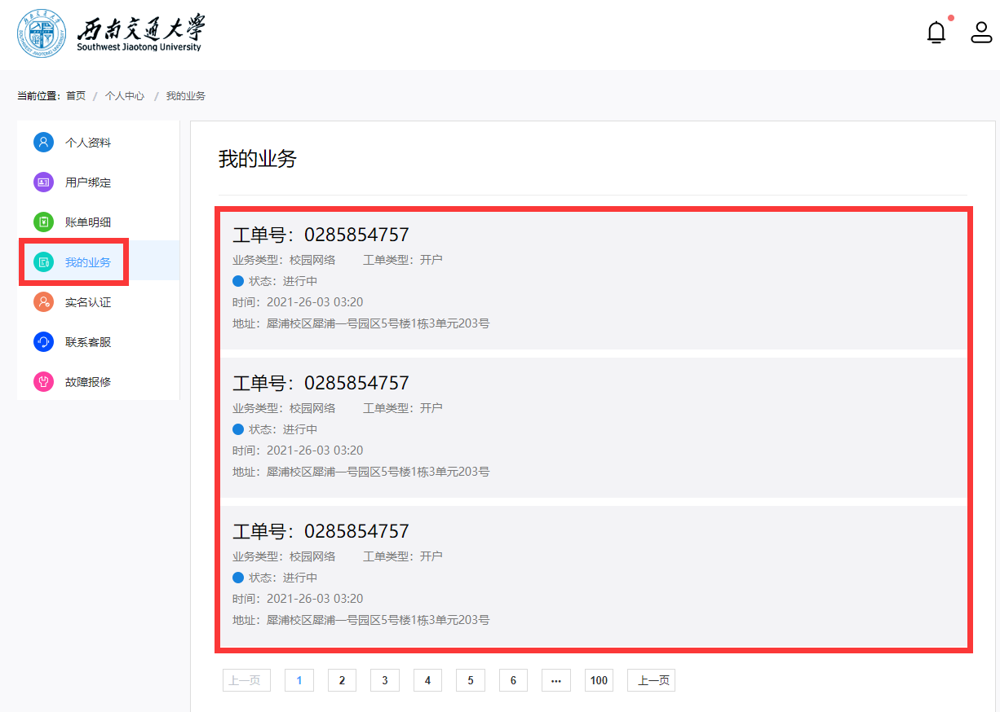 西南交通大学
Southwest Jiaotong University
当前位置：首页 / 个人中心 / 我的业务
个人资料
用户绑定
账单明细
我的业务
实名认证
联系客服
故障报修
我的业务
工单号：0285854757
业务类型：校园网络 工单类型：开户
状态：进行中
时间：2021-26-03 03:20
地址：犀浦校区犀浦一号园区5号楼1栋3单元203号
工单号：0285854757
业务类型：校园网络 工单类型：开户
状态：进行中
时间：2021-26-03 03:20
地址：犀浦校区犀浦一号园区5号楼1栋3单元203号
工单号：0285854757
业务类型：校园网络 工单类型：开户
状态：进行中
时间：2021-26-03 03:20
地址：犀浦校区犀浦一号园区5号楼1栋3单元203号
上一页 1 2 3 4 5 6 ••• 100 上一页